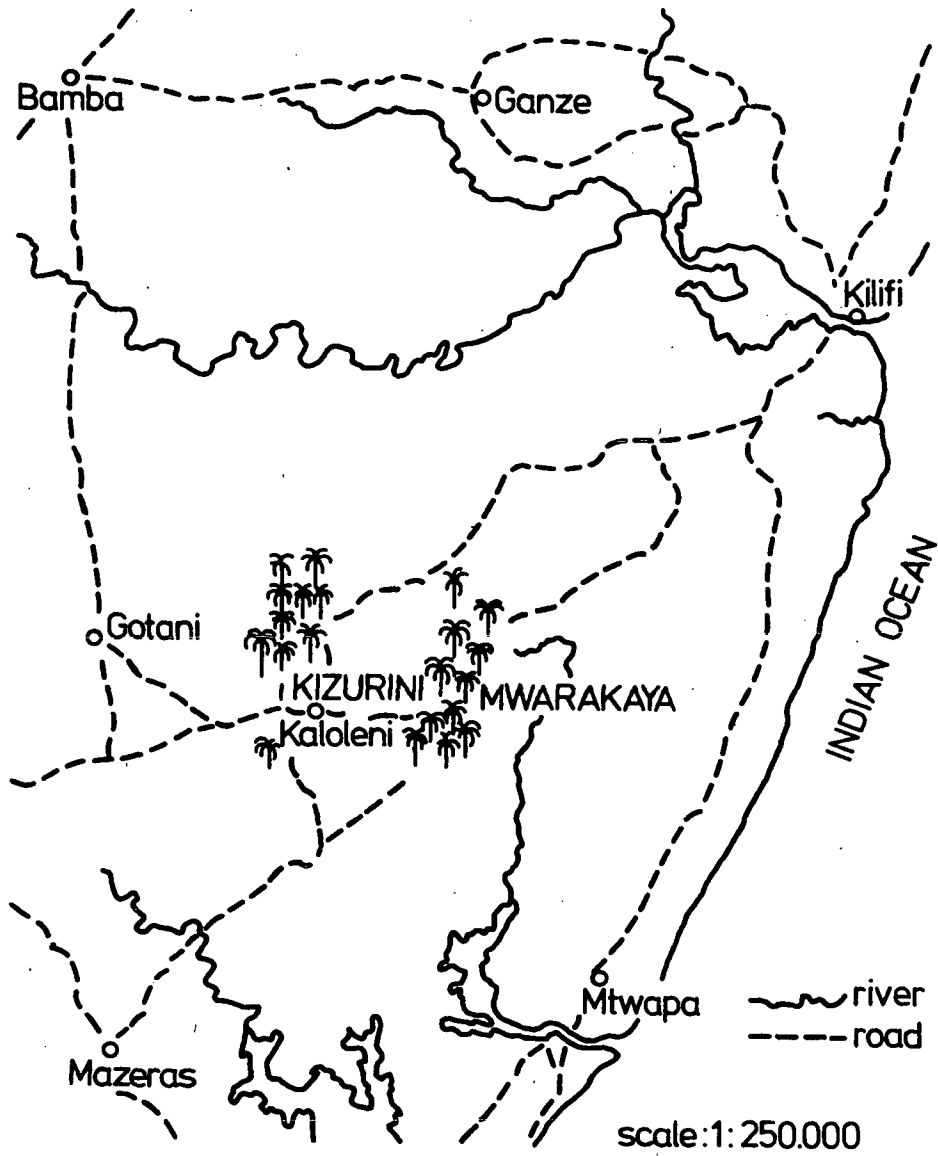 Bamba
Ganze
Kilifi
Gotani
KIZURINI
MWARAKAYA
Kaloleni
INDIAN OCEAN
Mtwapa
river
road
Mazeras
scale:1:250.000